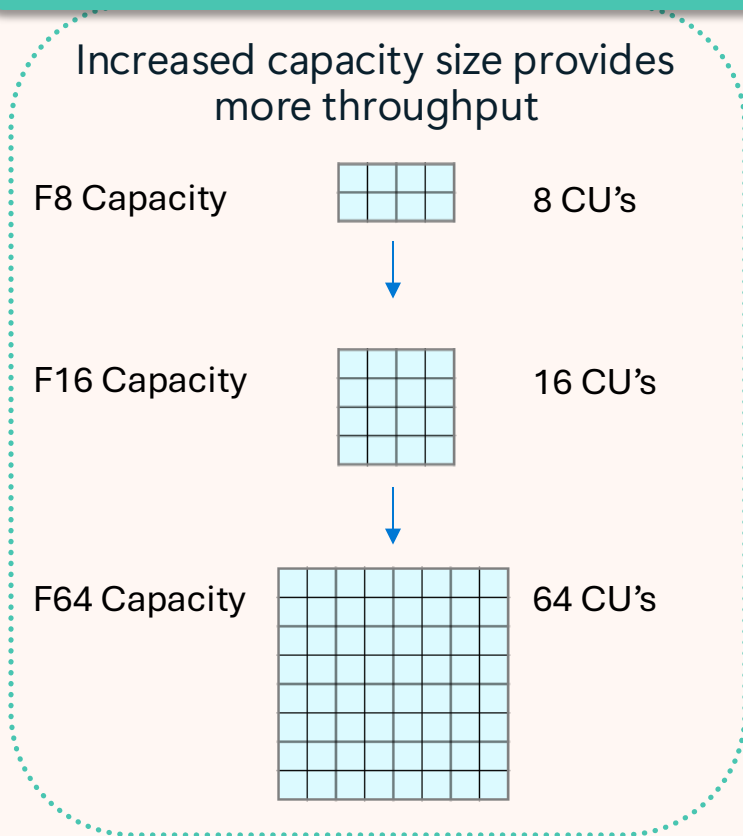 Increased capacity size provides
more throughput
F8 Capacity
8 CU’s
F16 Capacity
16 CU’s
F64 Capacity
64 CU’s